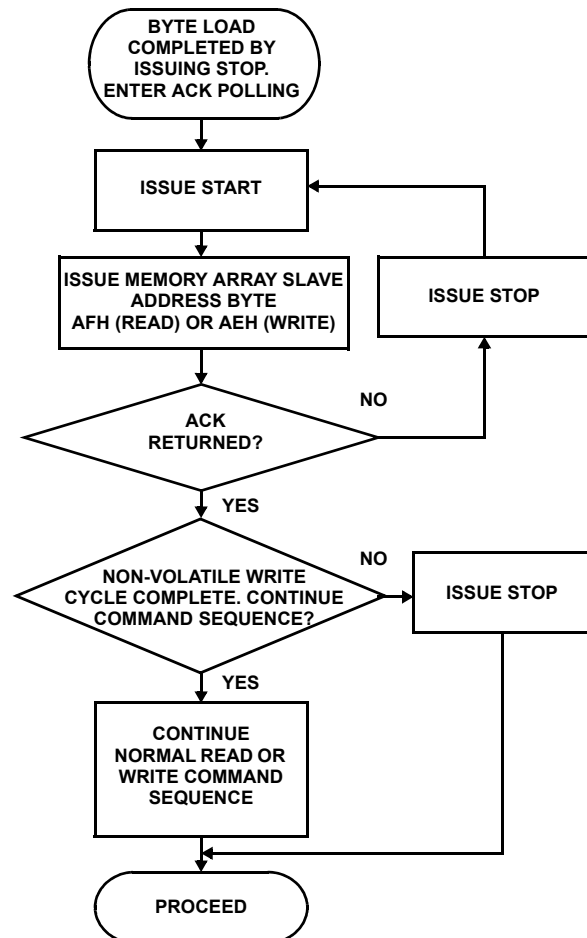 BYTE LOAD
COMPLETED BY
ISSUING STOP.
ENTER ACK POLLING
ISSUE START
ISSUE MEMORY ARRAY SLAVE
ADDRESS BYTE
AFH (READ) OR AEH (WRITE)
ISSUE STOP
ACK
RETURNED?
NO
YES
NON-VOLATILE WRITE
CYCLE COMPLETE. CONTINUE
COMMAND SEQUENCE?
NO
ISSUE STOP
YES
CONTINUE
NORMAL READ OR
WRITE COMMAND
SEQUENCE
PROCEED